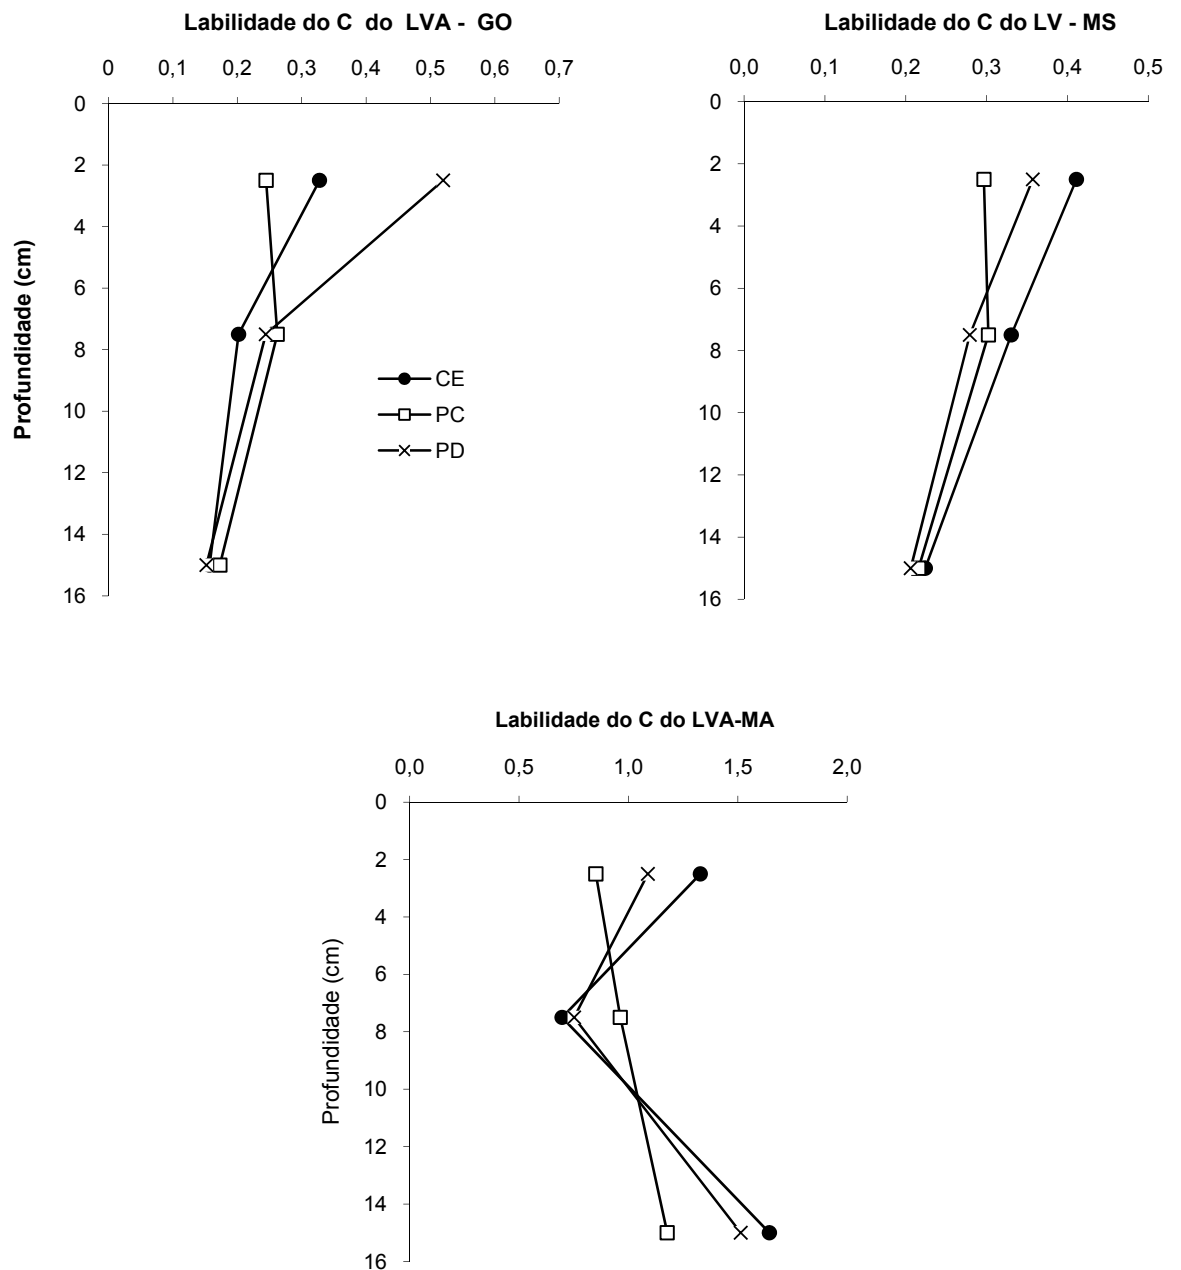 Labilidade do C do LVA - GO
0 0,1 0,2 0,3 0,4 0,5 0,6 0,7
0
2
4
6
8
10
12
14
16
Profundidade (cm)
CE
PC
PD
Labilidade do C do LV - MS
0,0 0,1 0,2 0,3 0,4 0,5
0
2
4
6
8
10
12
14
16
Labilidade do C do LVA-MA
0,0 0,5 1,0 1,5 2,0
0
2
4
6
8
10
12
14
16
Profundidade (cm)